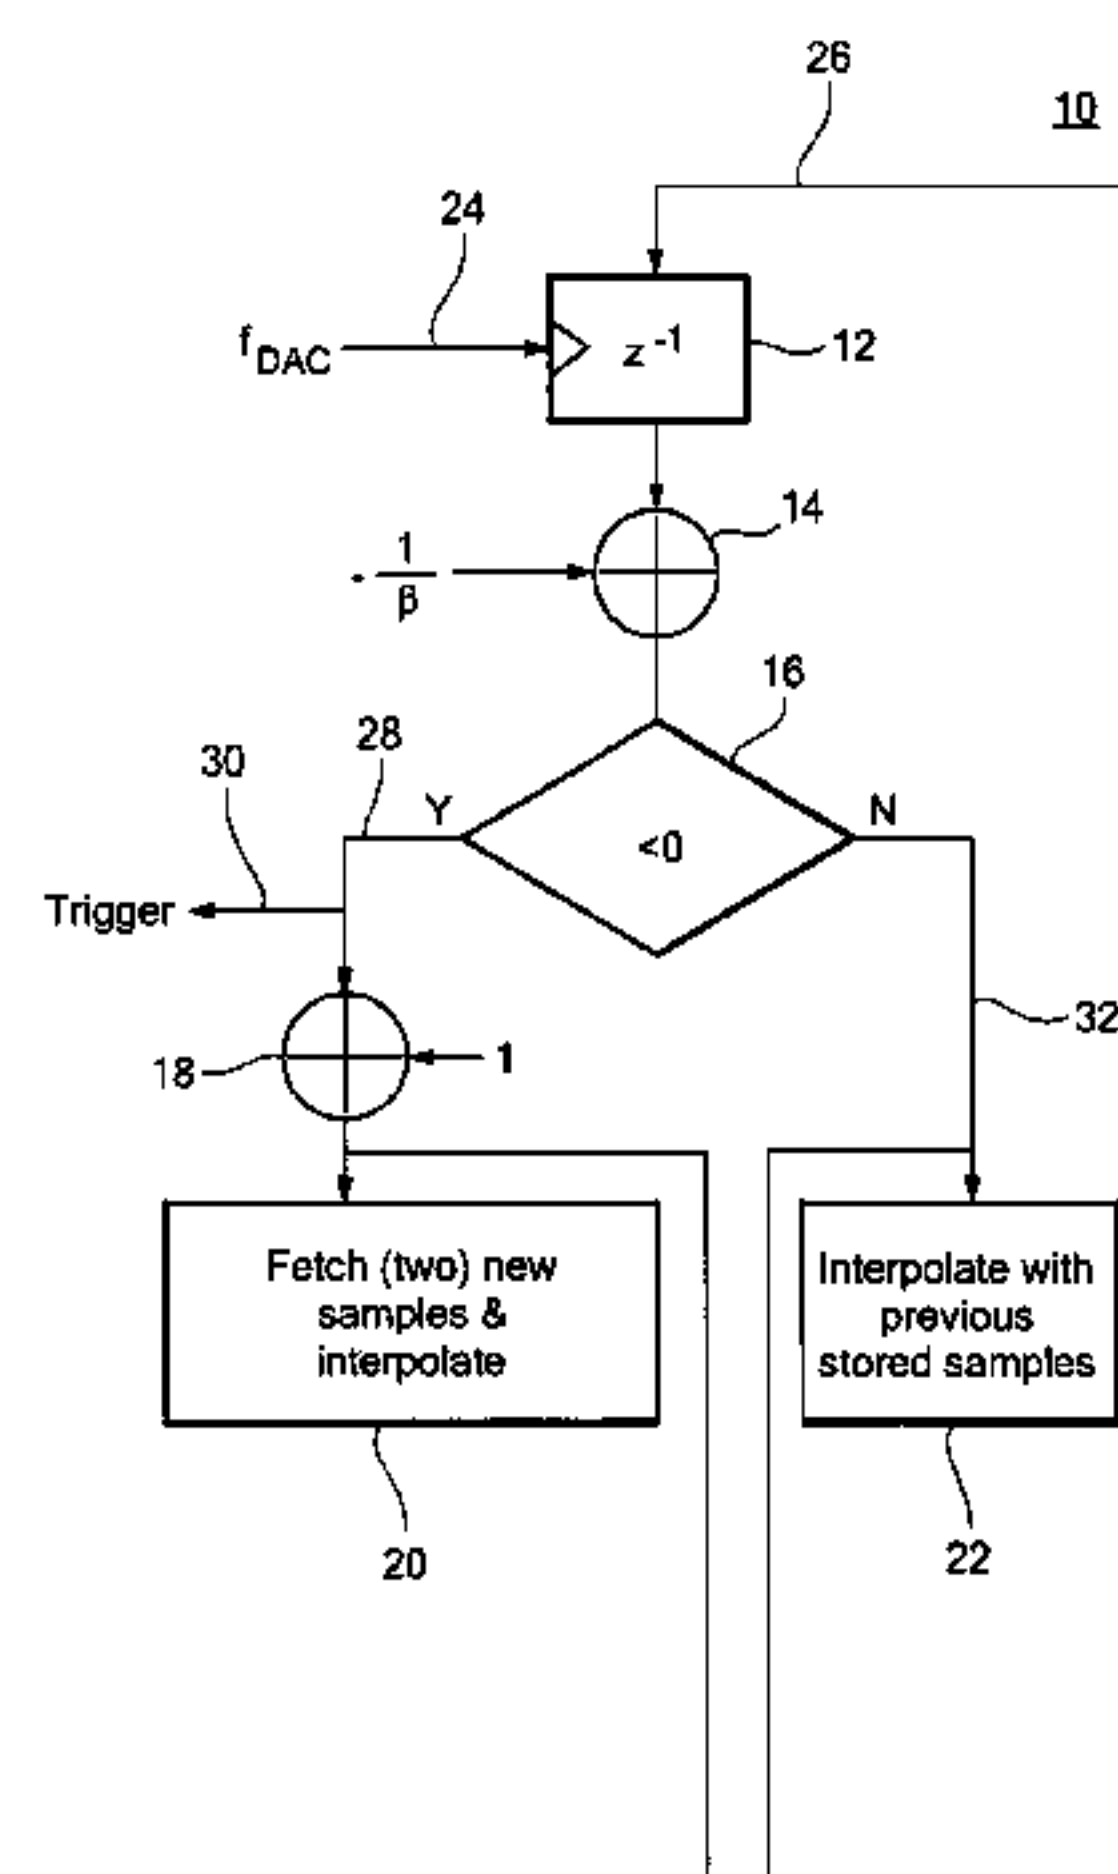 26
10
24
f DAC
z -1
12
14
- 1
β
16
28
30
Y
N
<0
Trigger
32
18
1
Fetch (two) new
samples &
interpolate
Interpolate with
previous
stored samples
20
22